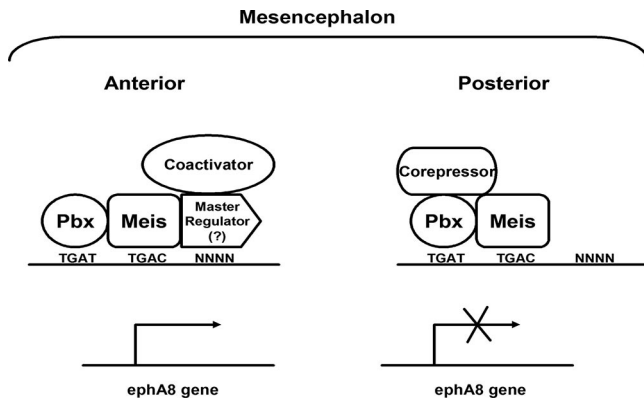 Mesencephalon
Anterior
Posterior
Coactivator
Corepressor
Pbx
Meis
Master
Regulator
(?)
Pbx
Meis
TGAT TGAC NNNN
TGAT TGAC NNNN
ephA8 gene
ephA8 gene